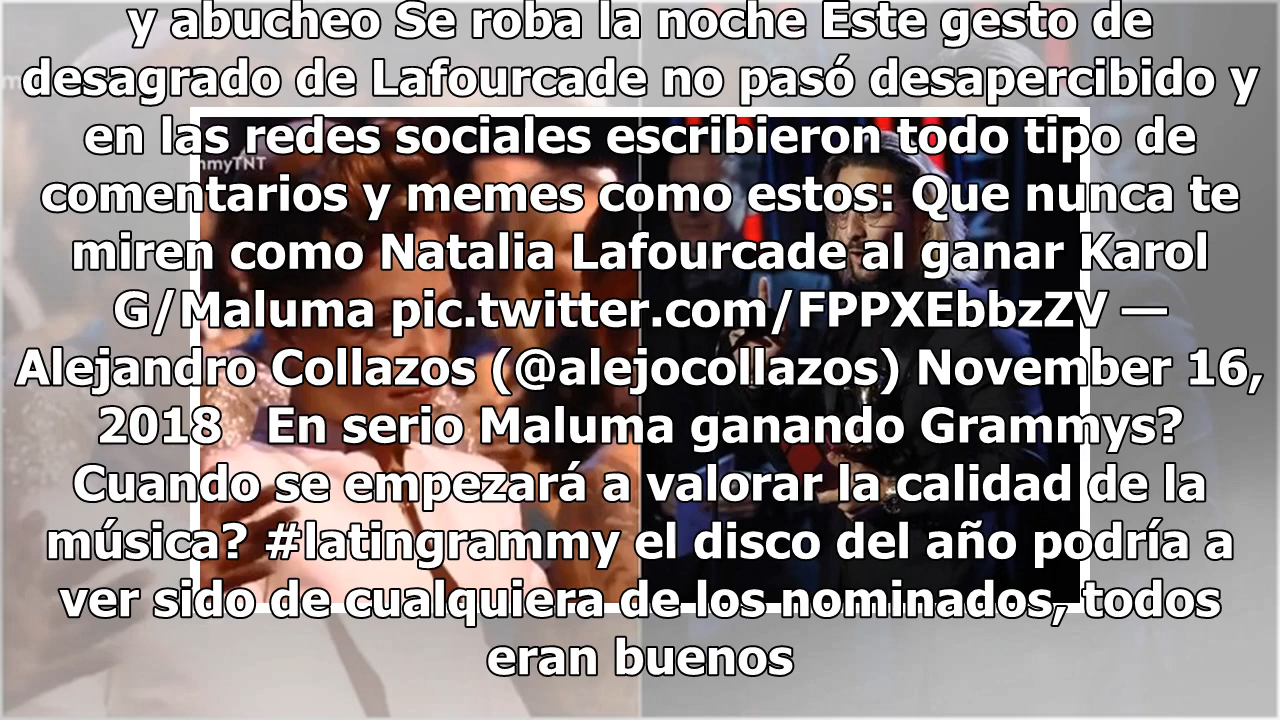 y abucheo Se roba la noche Este gesto de
desagrado de Lafourcade no pasó desapercibido y
en las redes sociales escribieron todo tipo de
mmyTNT
comentarios y memes como estos: Que nunca te
miren como Natalia Lafourcade al ganar Karol
G/Maluma pic.twitter.com/FPPXEbbzZV —
Alejandro Collazos (@alejocollazos) November 16,
2018   En serio Maluma ganando Grammys?
Cuando se empezará a valorar la calidad de la
música? #latingrammy el disco del año podría a
ver sido de cualquiera de los nominados, todos
eran buenos